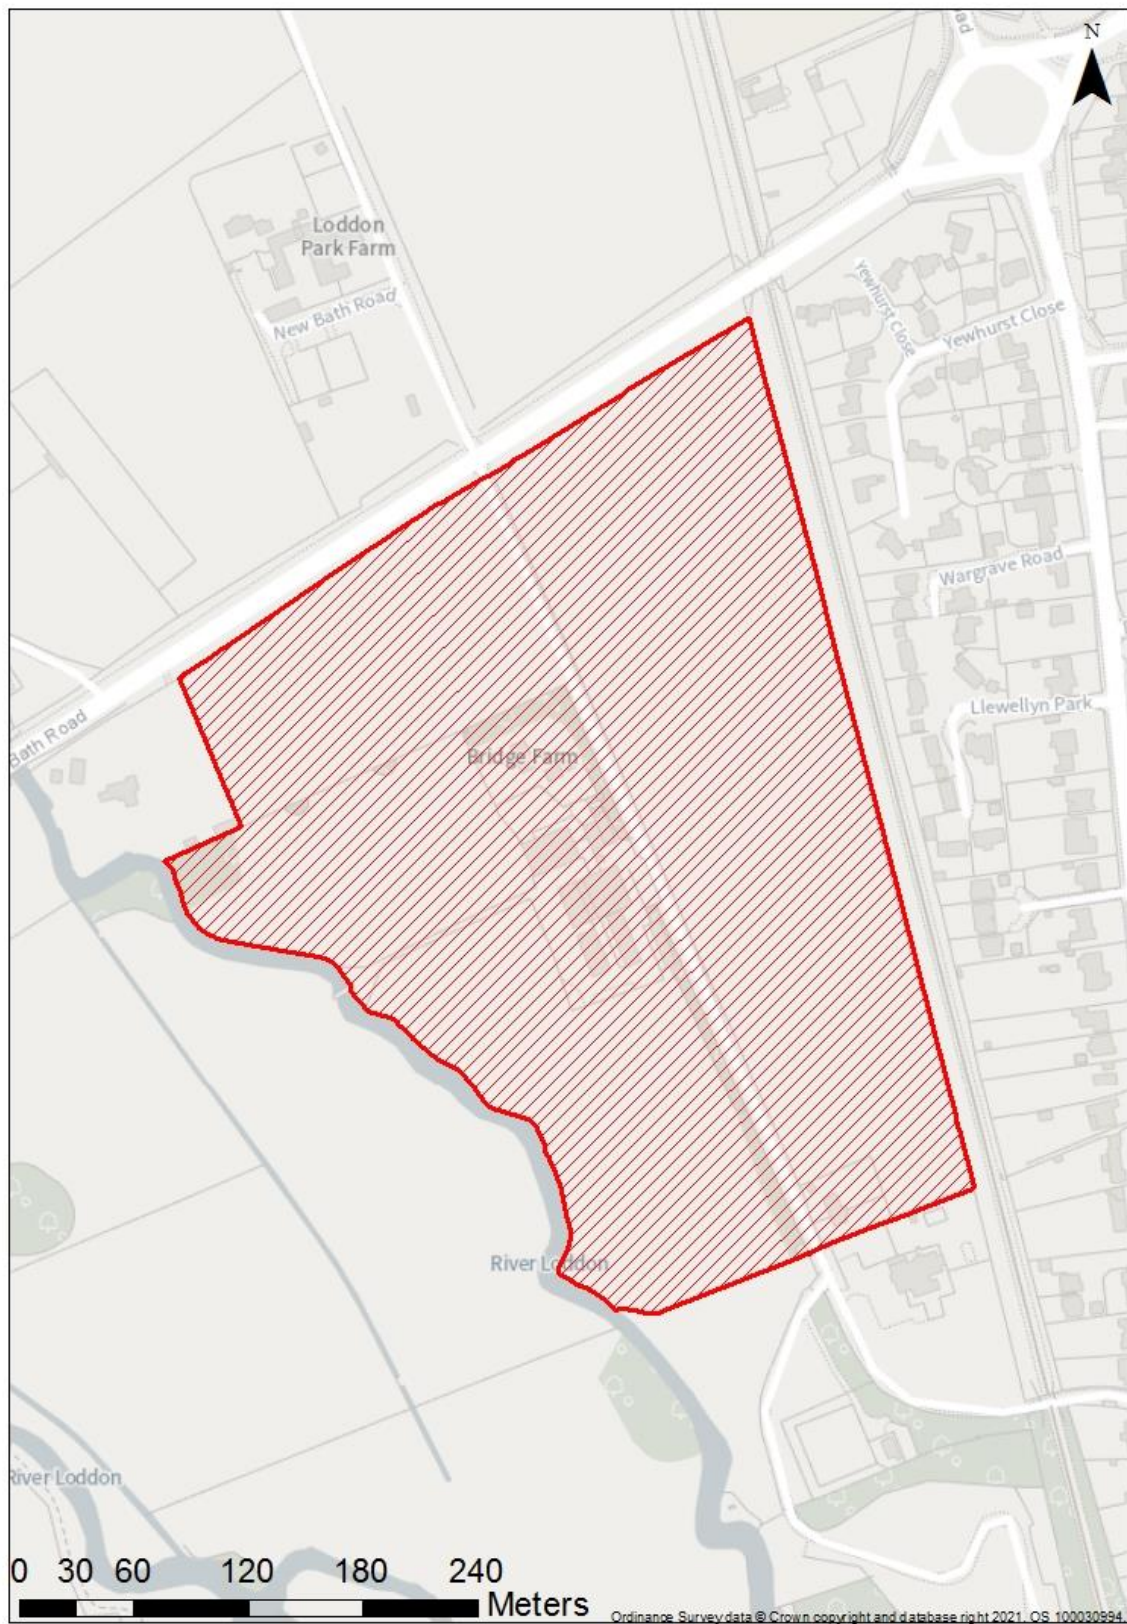 oad
N
Loddon
Park Farm
New Bath Road
Yewhurst Close
Yewhurst Close
Wargrave Road
Llewellyn Park
Bath Road
Bridge Farm
River Loddon
River Loddon
0 30 60 120 180 240
Meters
Ordinance Survey data © Crown copyright and database right 2021. OS 100030994.